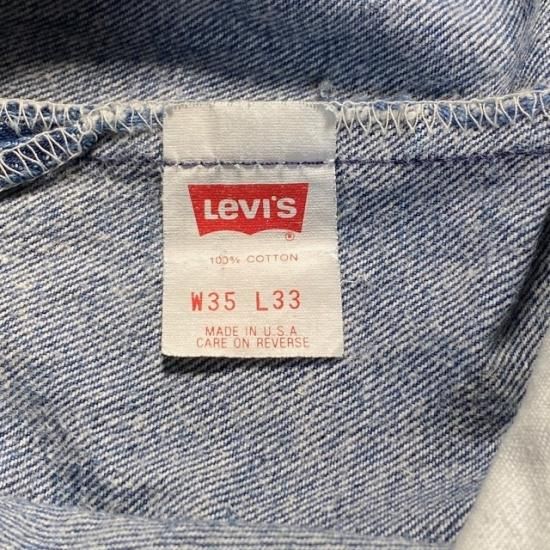 Levi's
®
100% COTTON
W35 L33
MADE IN U.S.A
CARE ON REVERSE